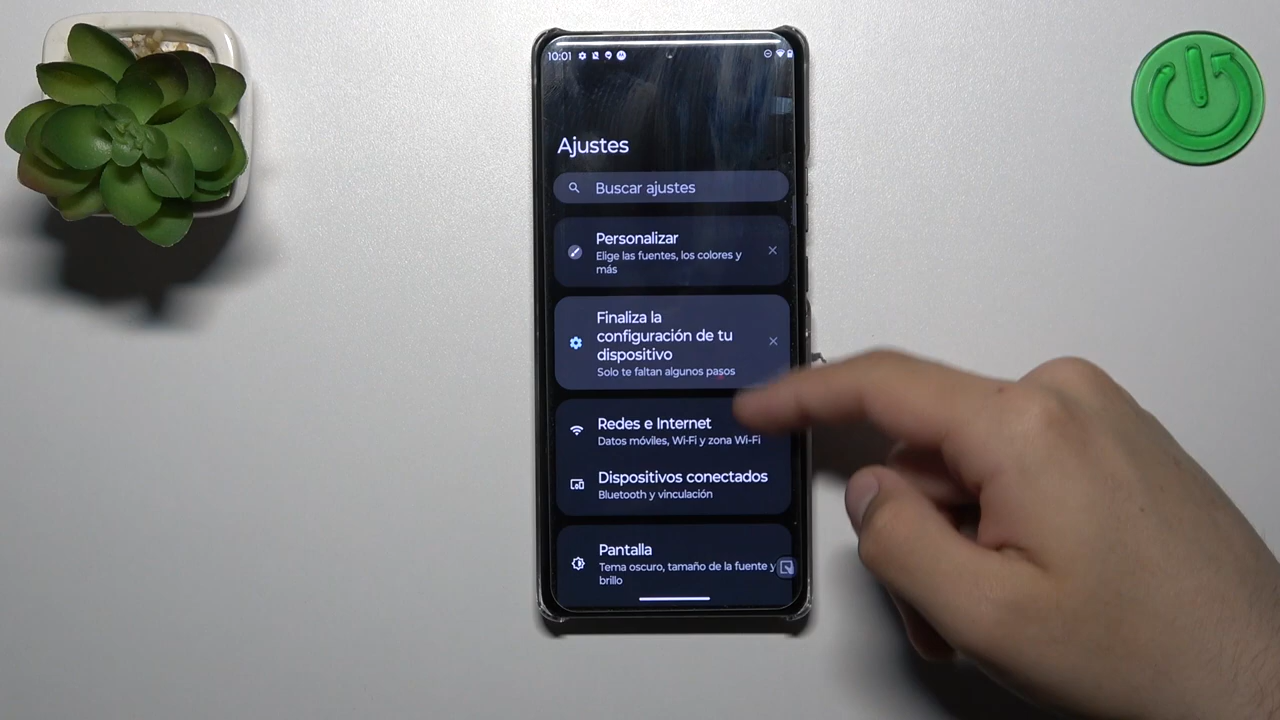 10:01
Ajustes
Buscar ajustes
Personalizar
Elige las fuentes, los colores y
más
Finaliza la
configuración de tu
dispositivo
Solo te faltan algunos pasos
Redes e Internet
Datos móviles, Wi-Fi y zona Wi-Fi
Dispositivos conectados
Bluetooth y vinculación
Pantalla
Tema oscuro, tamaño de la fuente y
brillo